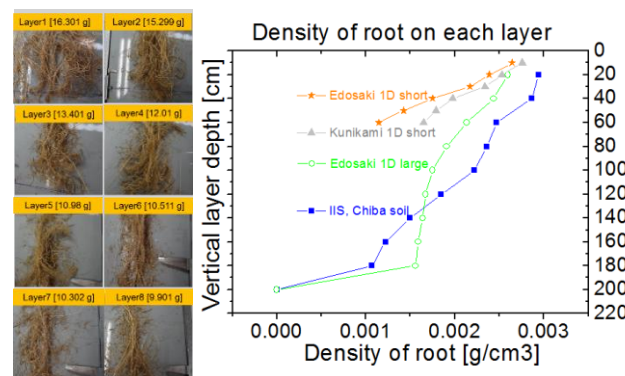 Layer1 [16.301 g]
Layer2 [15.299 g]
Layer3 [13.401 g]
Layer4 [12.01 g]
Layer5 [10.98 g]
Layer6 [10.511 g]
Layer7 [10.302 g]
Layer8 [9.901 g]
Density of root on each layer
Vertical layer depth [cm]
Edosaki 1D short
Kunikami 1D short
Edosaki 1D large
IIS, Chiba soil
0
20
40
60
80
100
120
140
160
180
200
220
0.000
0.001
0.002
0.003
Density of root [g/cm3]